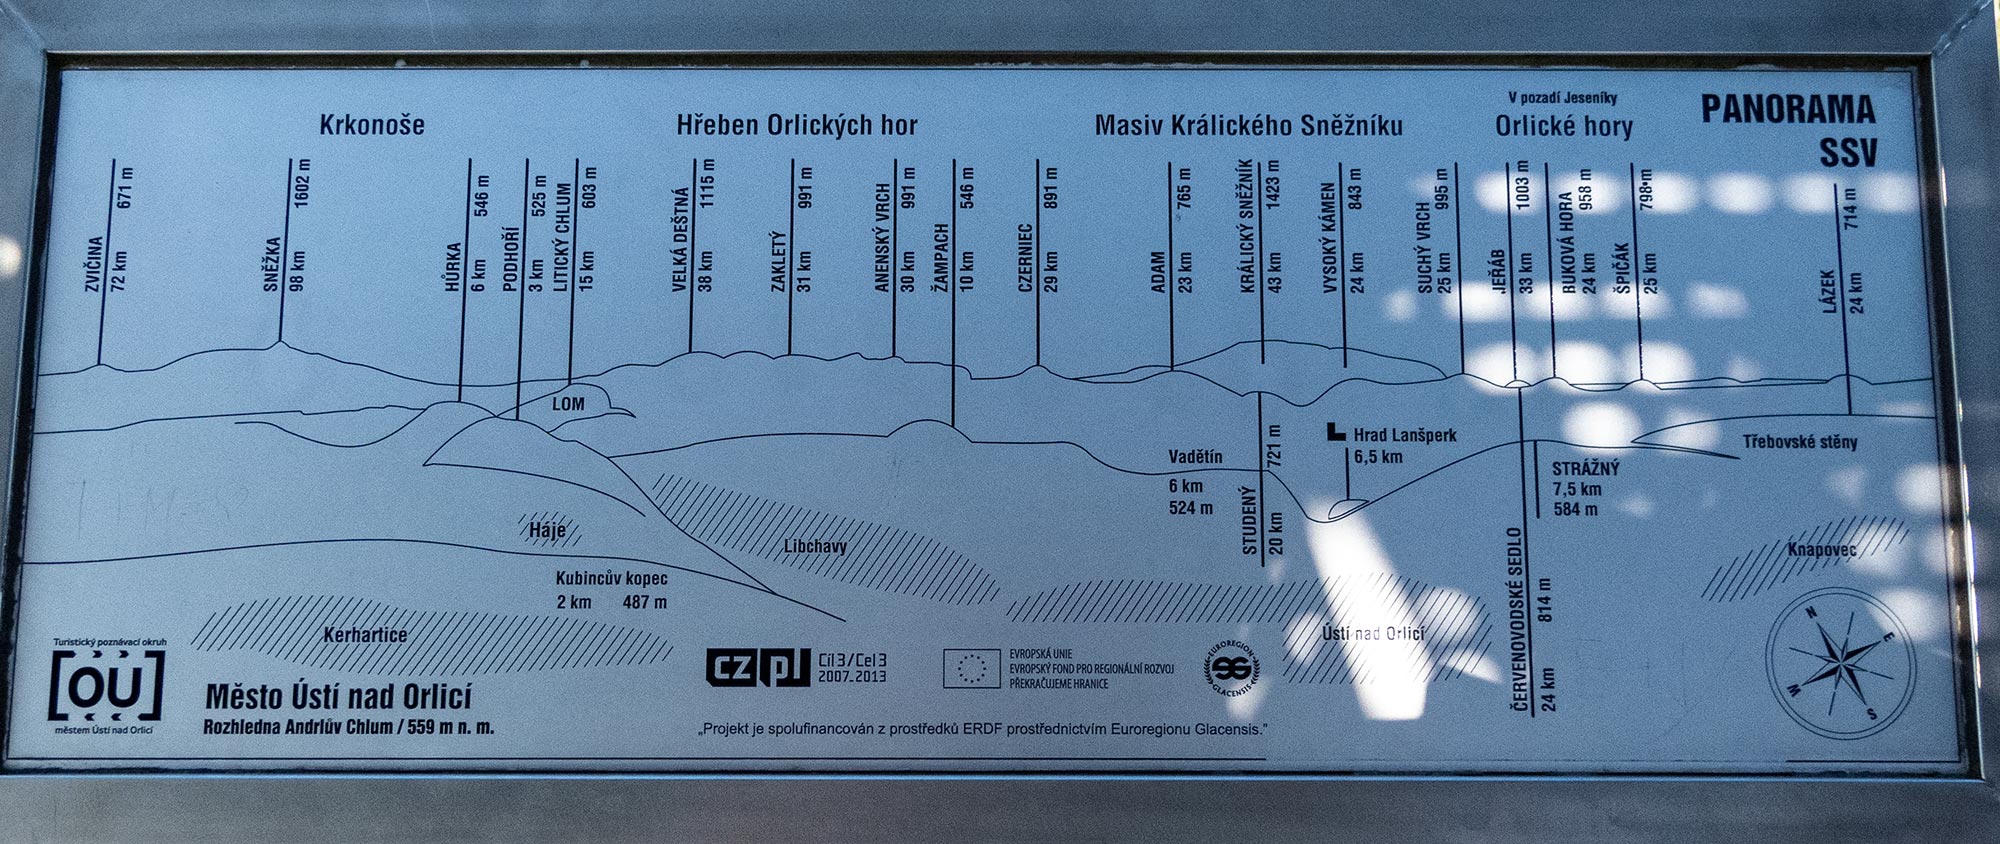 V pozadí Jeseníky
PANORAMA
SSV
Krkonoše
Hřeben Orlických hor
Masiv Králického Sněžníku
Orlické hory
ZVIČINA 671 m
72 km
SNĚŽKA 1602 m
98 km
HŮRKA 546 m
6 km
PODHOŘÍ 525 m
3 km
LITICKÝ CHLUM 603 m
15 km
VELKÁ DEŠTNÁ 1115 m
38 km
ZAKLETÝ 991 m
31 km
ANENSKÝ VRCH 991 m
30 km
ŽAMPACH 546 m
10 km
CZERNIEC 891 m
29 km
ADAM 765 m
23 km
KRÁLICKÝ SNĚŽNÍK 1423 m
43 km
VYSOKÝ KÁMEN 843 m
24 km
SUCHÝ VRCH 995 m
25 km
JEŘÁB 1003 m
33 km
BUKOVÁ HORA 958 m
24 km
ŠPIČÁK 798 m
25 km
LÁZEK 714 m
24 km
LOM
Vadětín
6 km
524 m
STUDENÝ 721 m
20 km
Hrad Lanšperk
6,5 km
STRÁŽNÝ
7,5 km
584 m
Třebovské stěny
ČERVENOVODSKÉ SEDLO 814 m
24 km
Háje
Libchavy
Knapovec
Kubincův kopec
2 km 487 m
Kerhartice
Ústí nad Orlicí
N
E
S
W
Turistický poznávací okruh
OÚ
městem Ústí nad Orlicí
Město Ústí nad Orlicí
Rozhledna Andrlův Chlum / 559 m n. m.
cz pl
Cíl3/Cel3
2007-2013
EVROPSKÁ UNIE
EVROPSKÝ FOND PRO REGIONÁLNÍ ROZVOJ
PŘEKRAČUJEME HRANICE
EUROREGION
GLACENSIS
„Projekt je spolufinancován z prostředků ERDF prostřednictvím Euroregionu Glacensis."